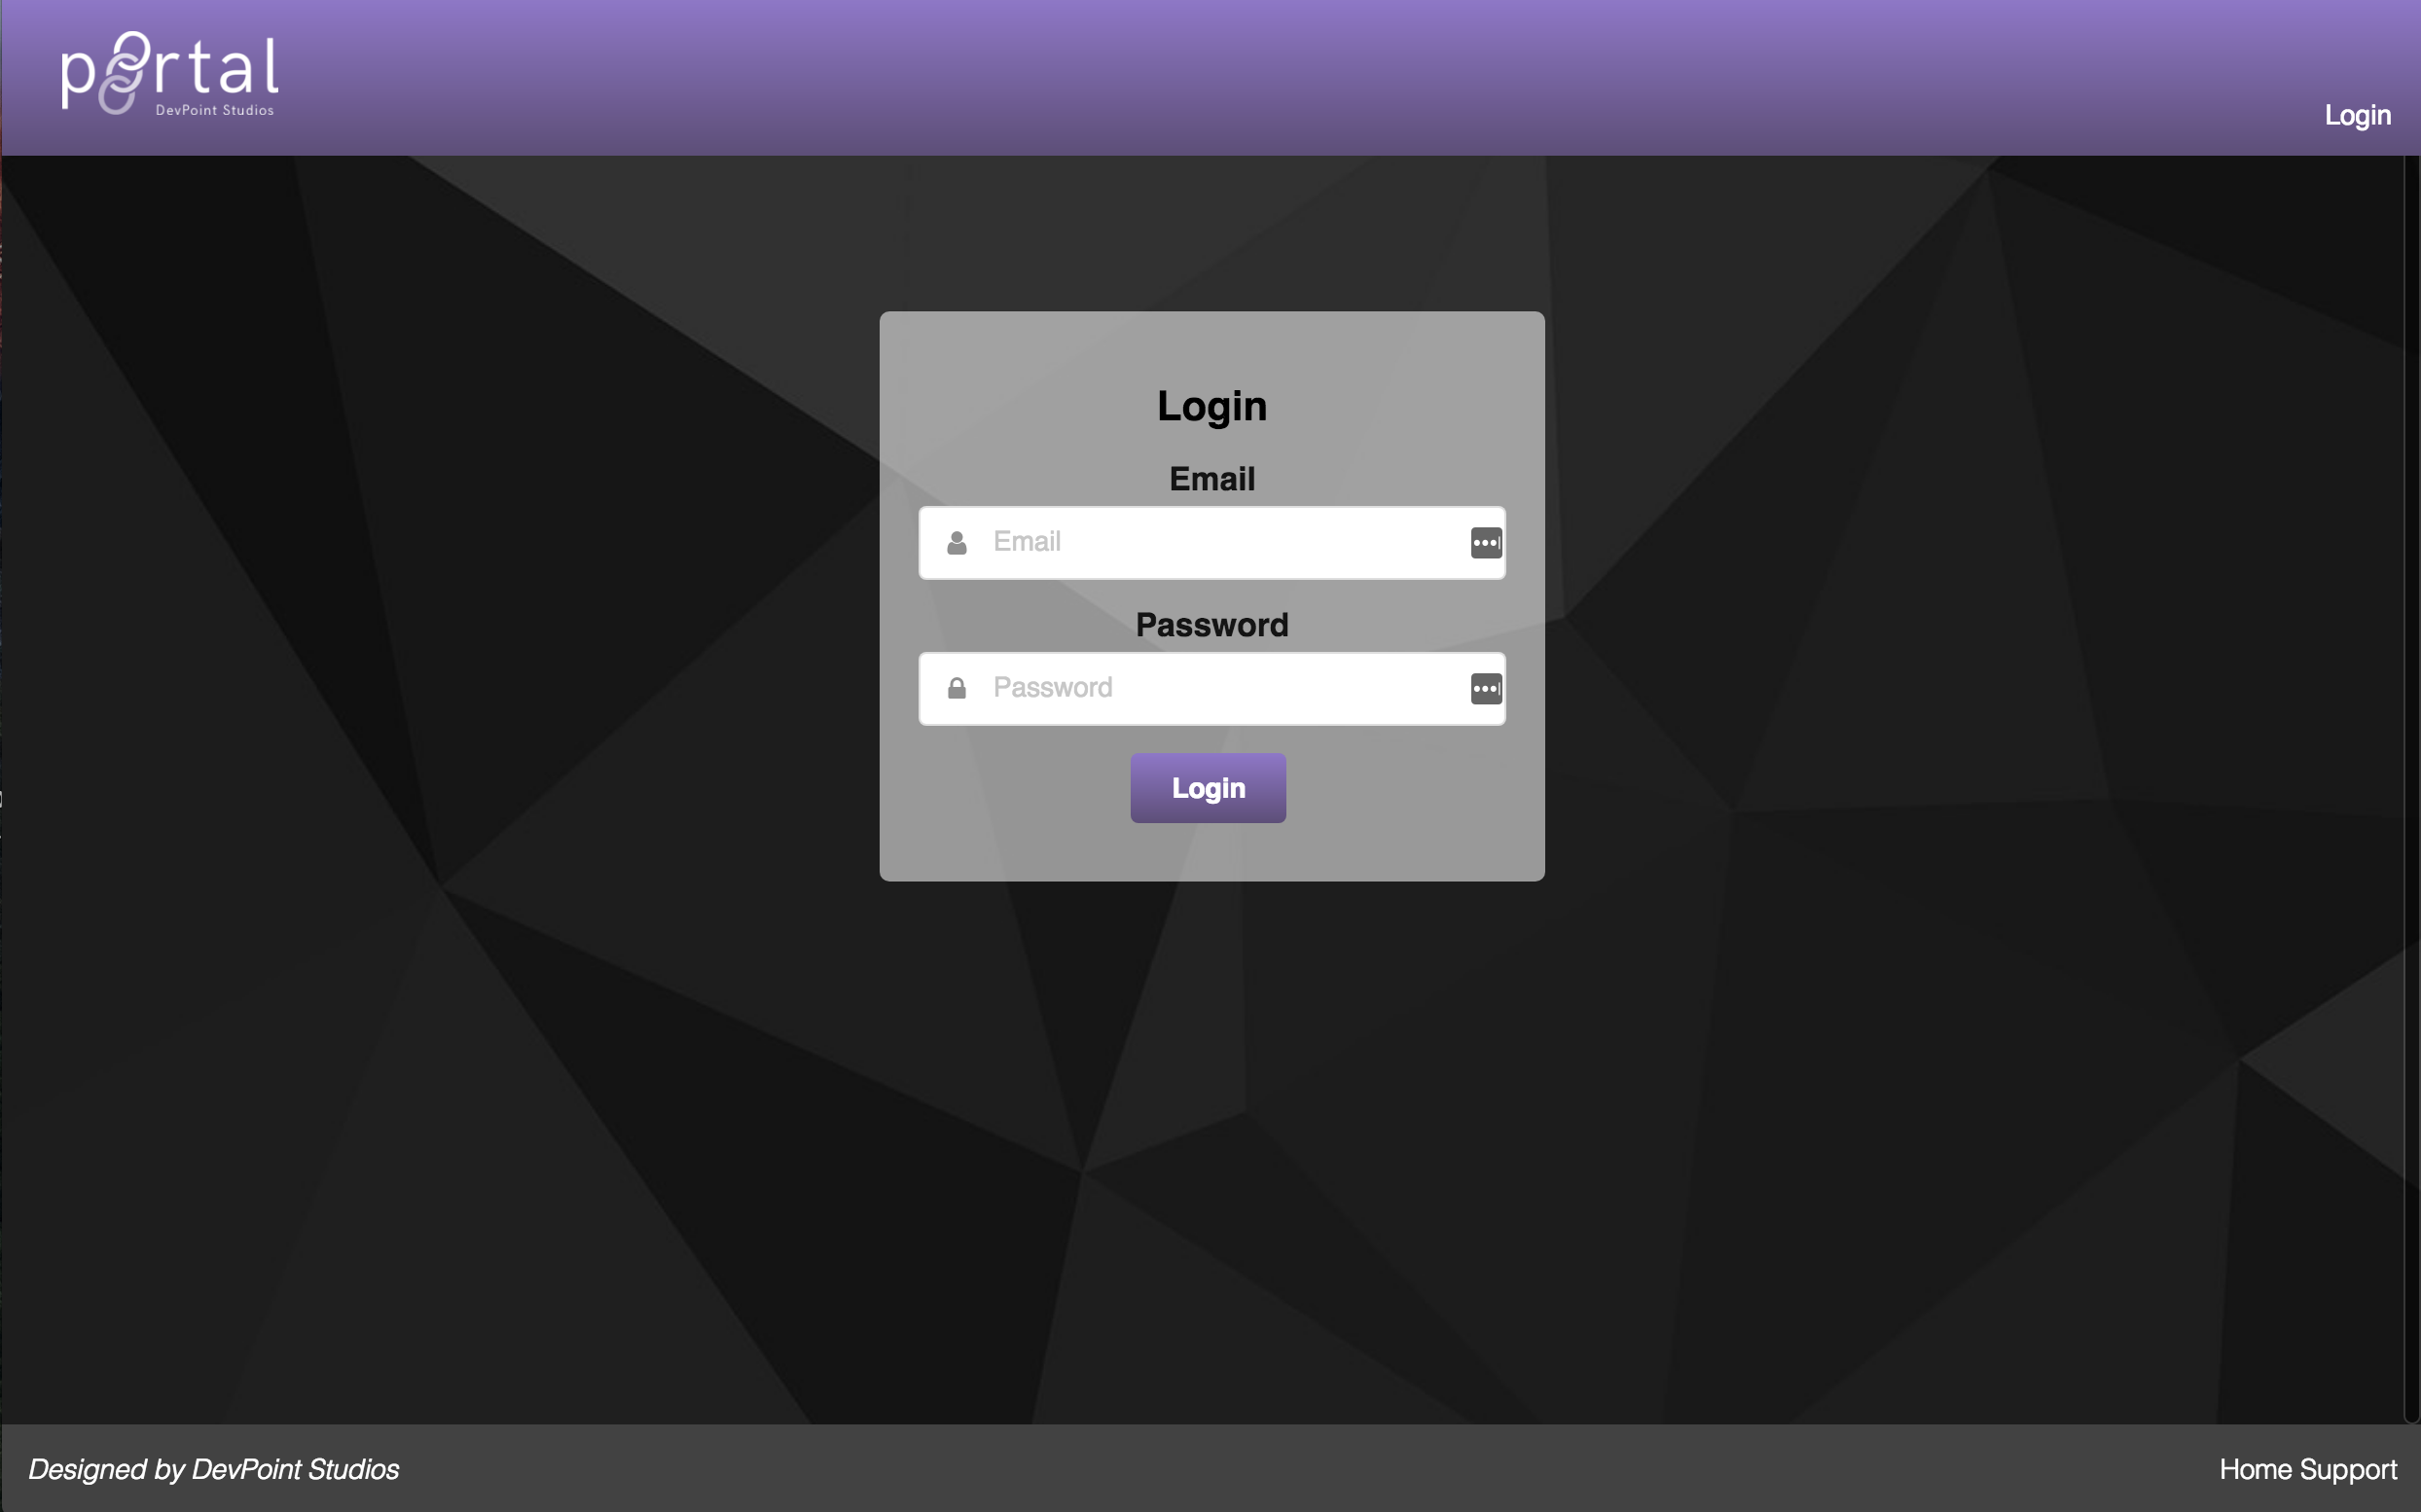 portal
DevPoint Studios
Login
Login
Email
Email
Password
Password
Login
Designed by DevPoint Studios
Home Support